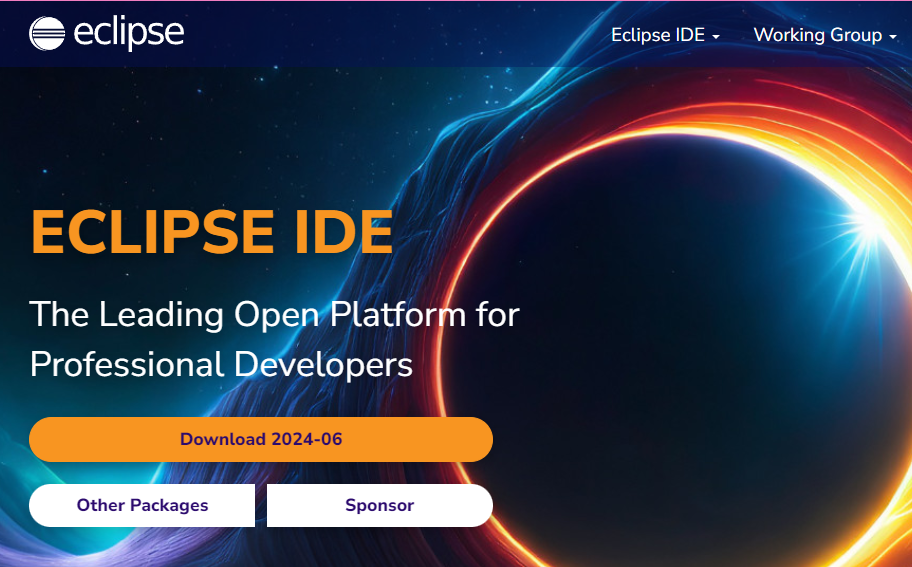 eclipse
Eclipse IDE
Working Group
ECLIPSE IDE
The Leading Open Platform for
Professional Developers
Download 2024-06
Other Packages
Sponsor